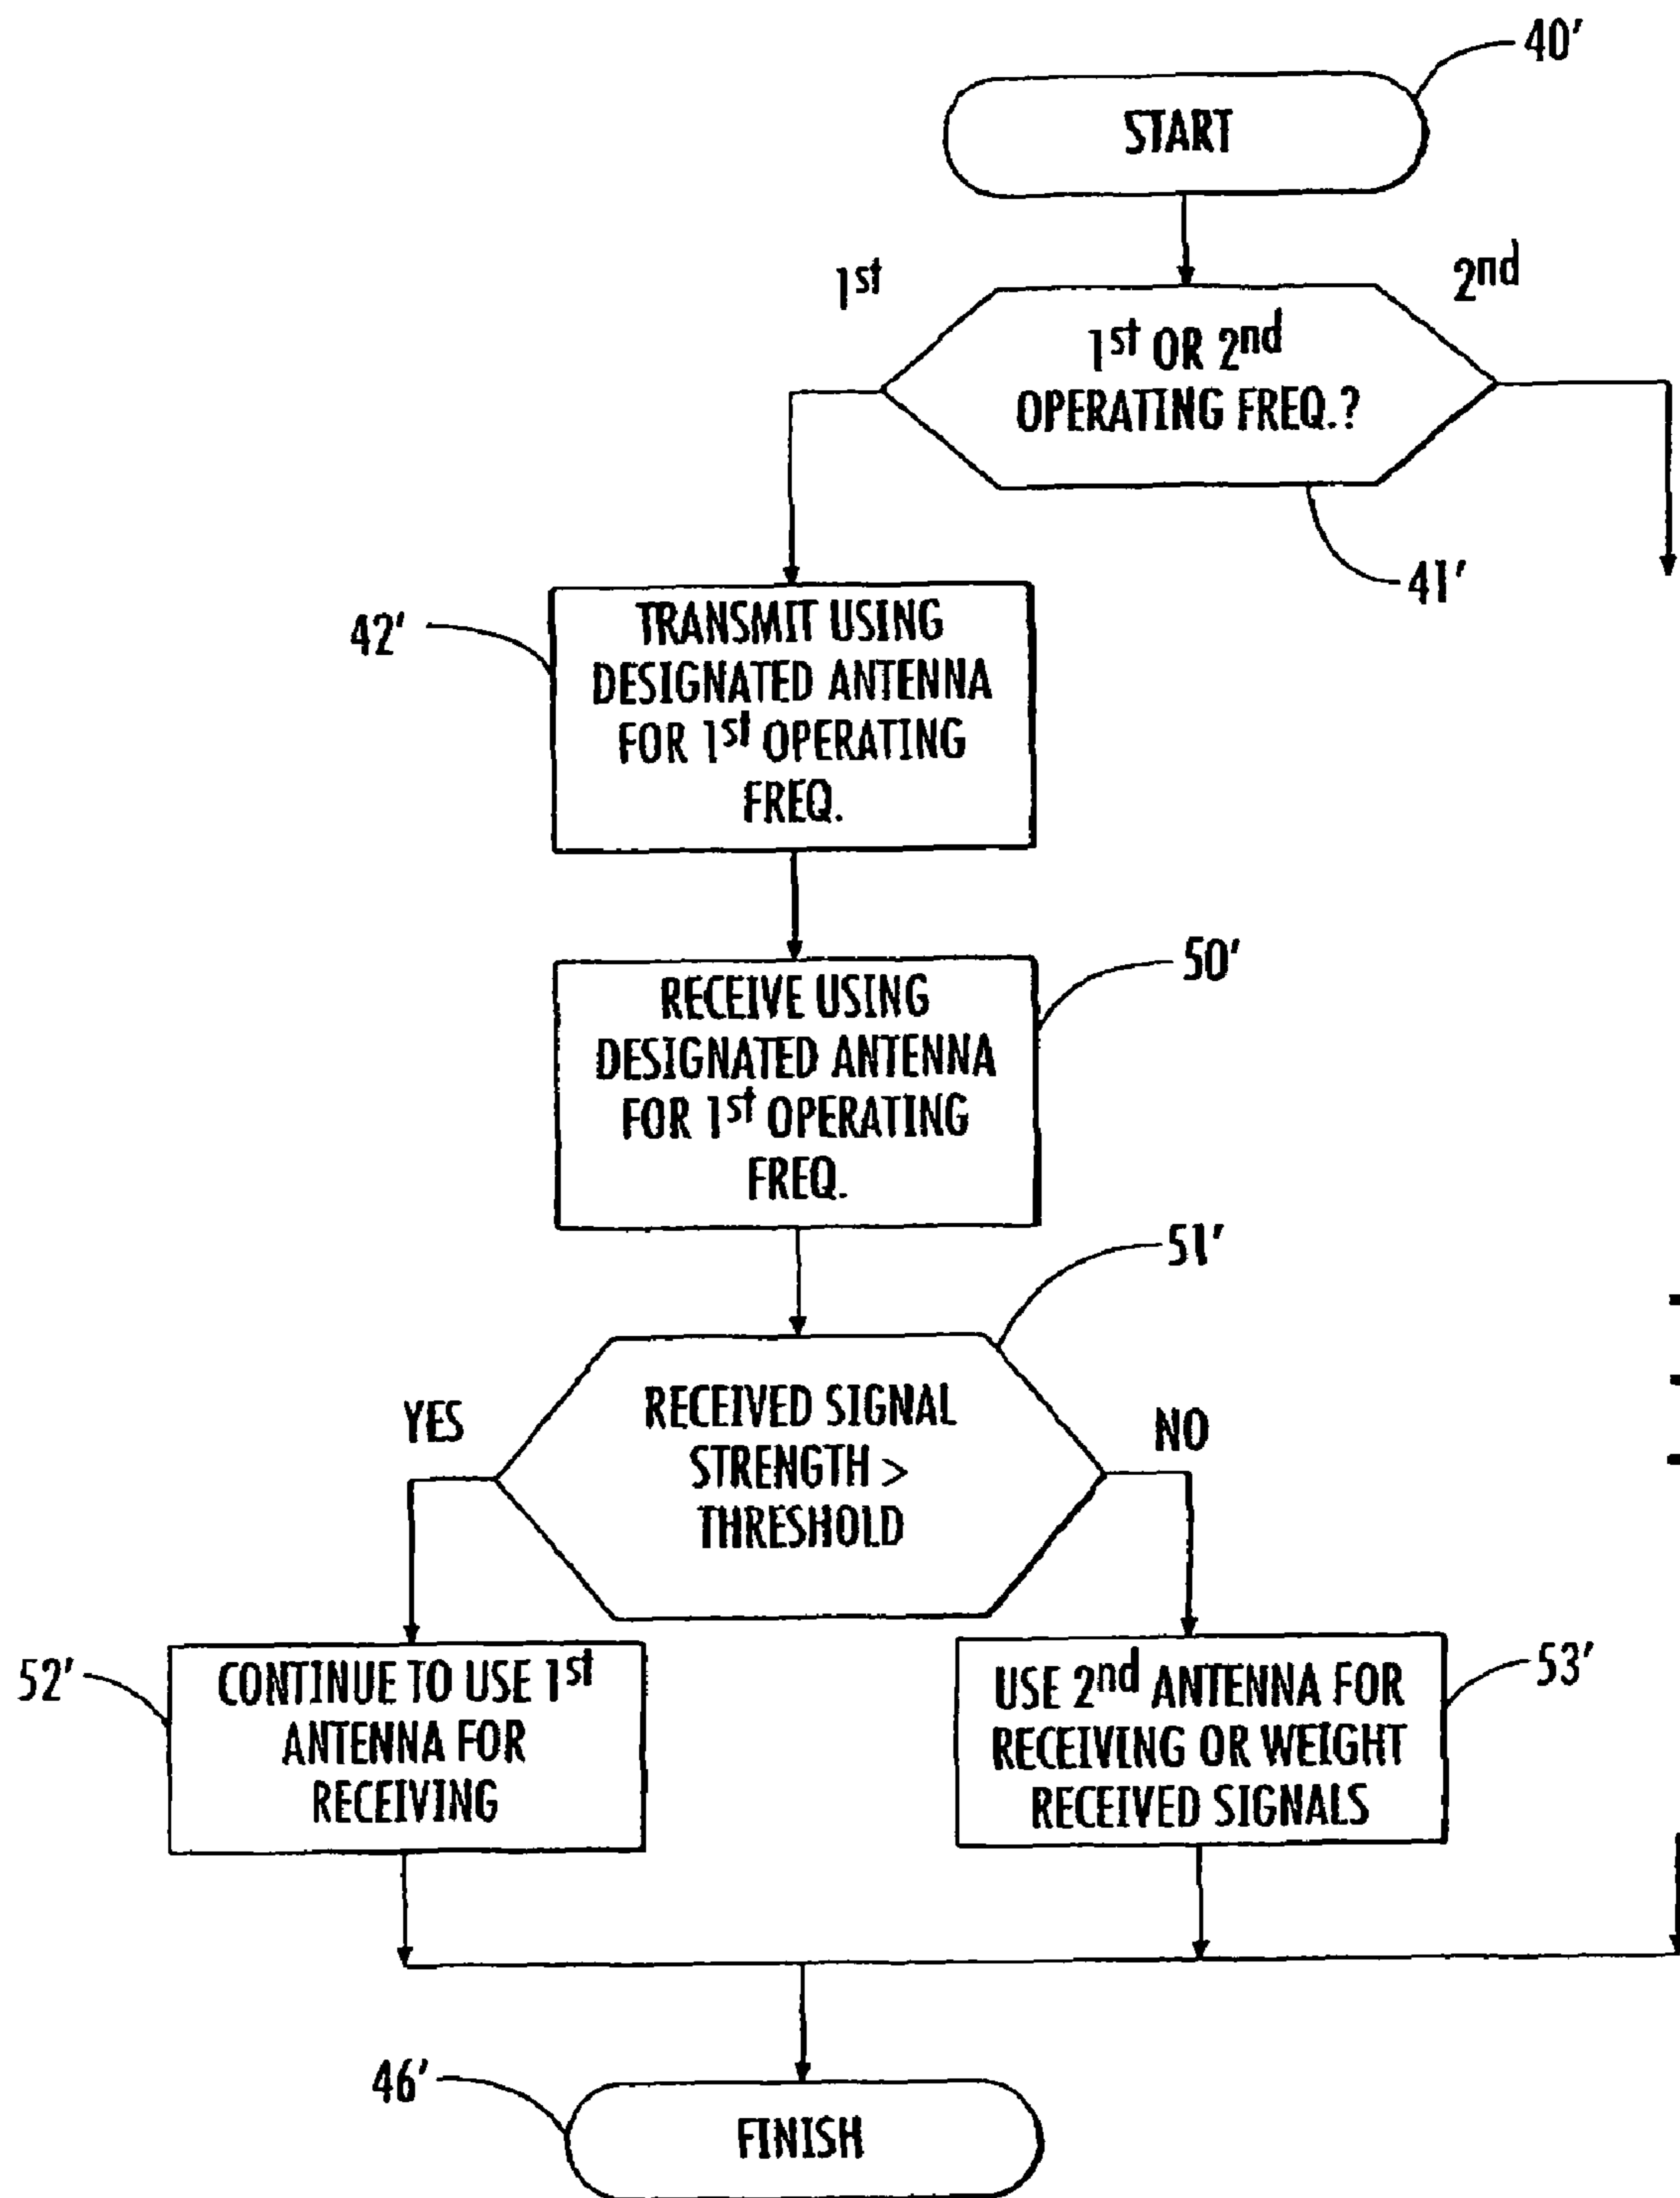 40'
START
1st
2nd
1st OR 2nd
OPERATING FREQ.?
41'
42'
TRANSMIT USING
DESIGNATED ANTENNA
FOR 1st OPERATING
FREQ.
50'
RECEIVE USING
DESIGNATED ANTENNA
FOR 1st OPERATING
FREQ.
51'
YES
RECEIVED SIGNAL
STRENGTH >
THRESHOLD
NO
52'
CONTINUE TO USE 1st
ANTENNA FOR
RECEIVING
USE 2nd ANTENNA FOR
RECEIVING OR WEIGHT
RECEIVED SIGNALS
53'
46'
FINISH